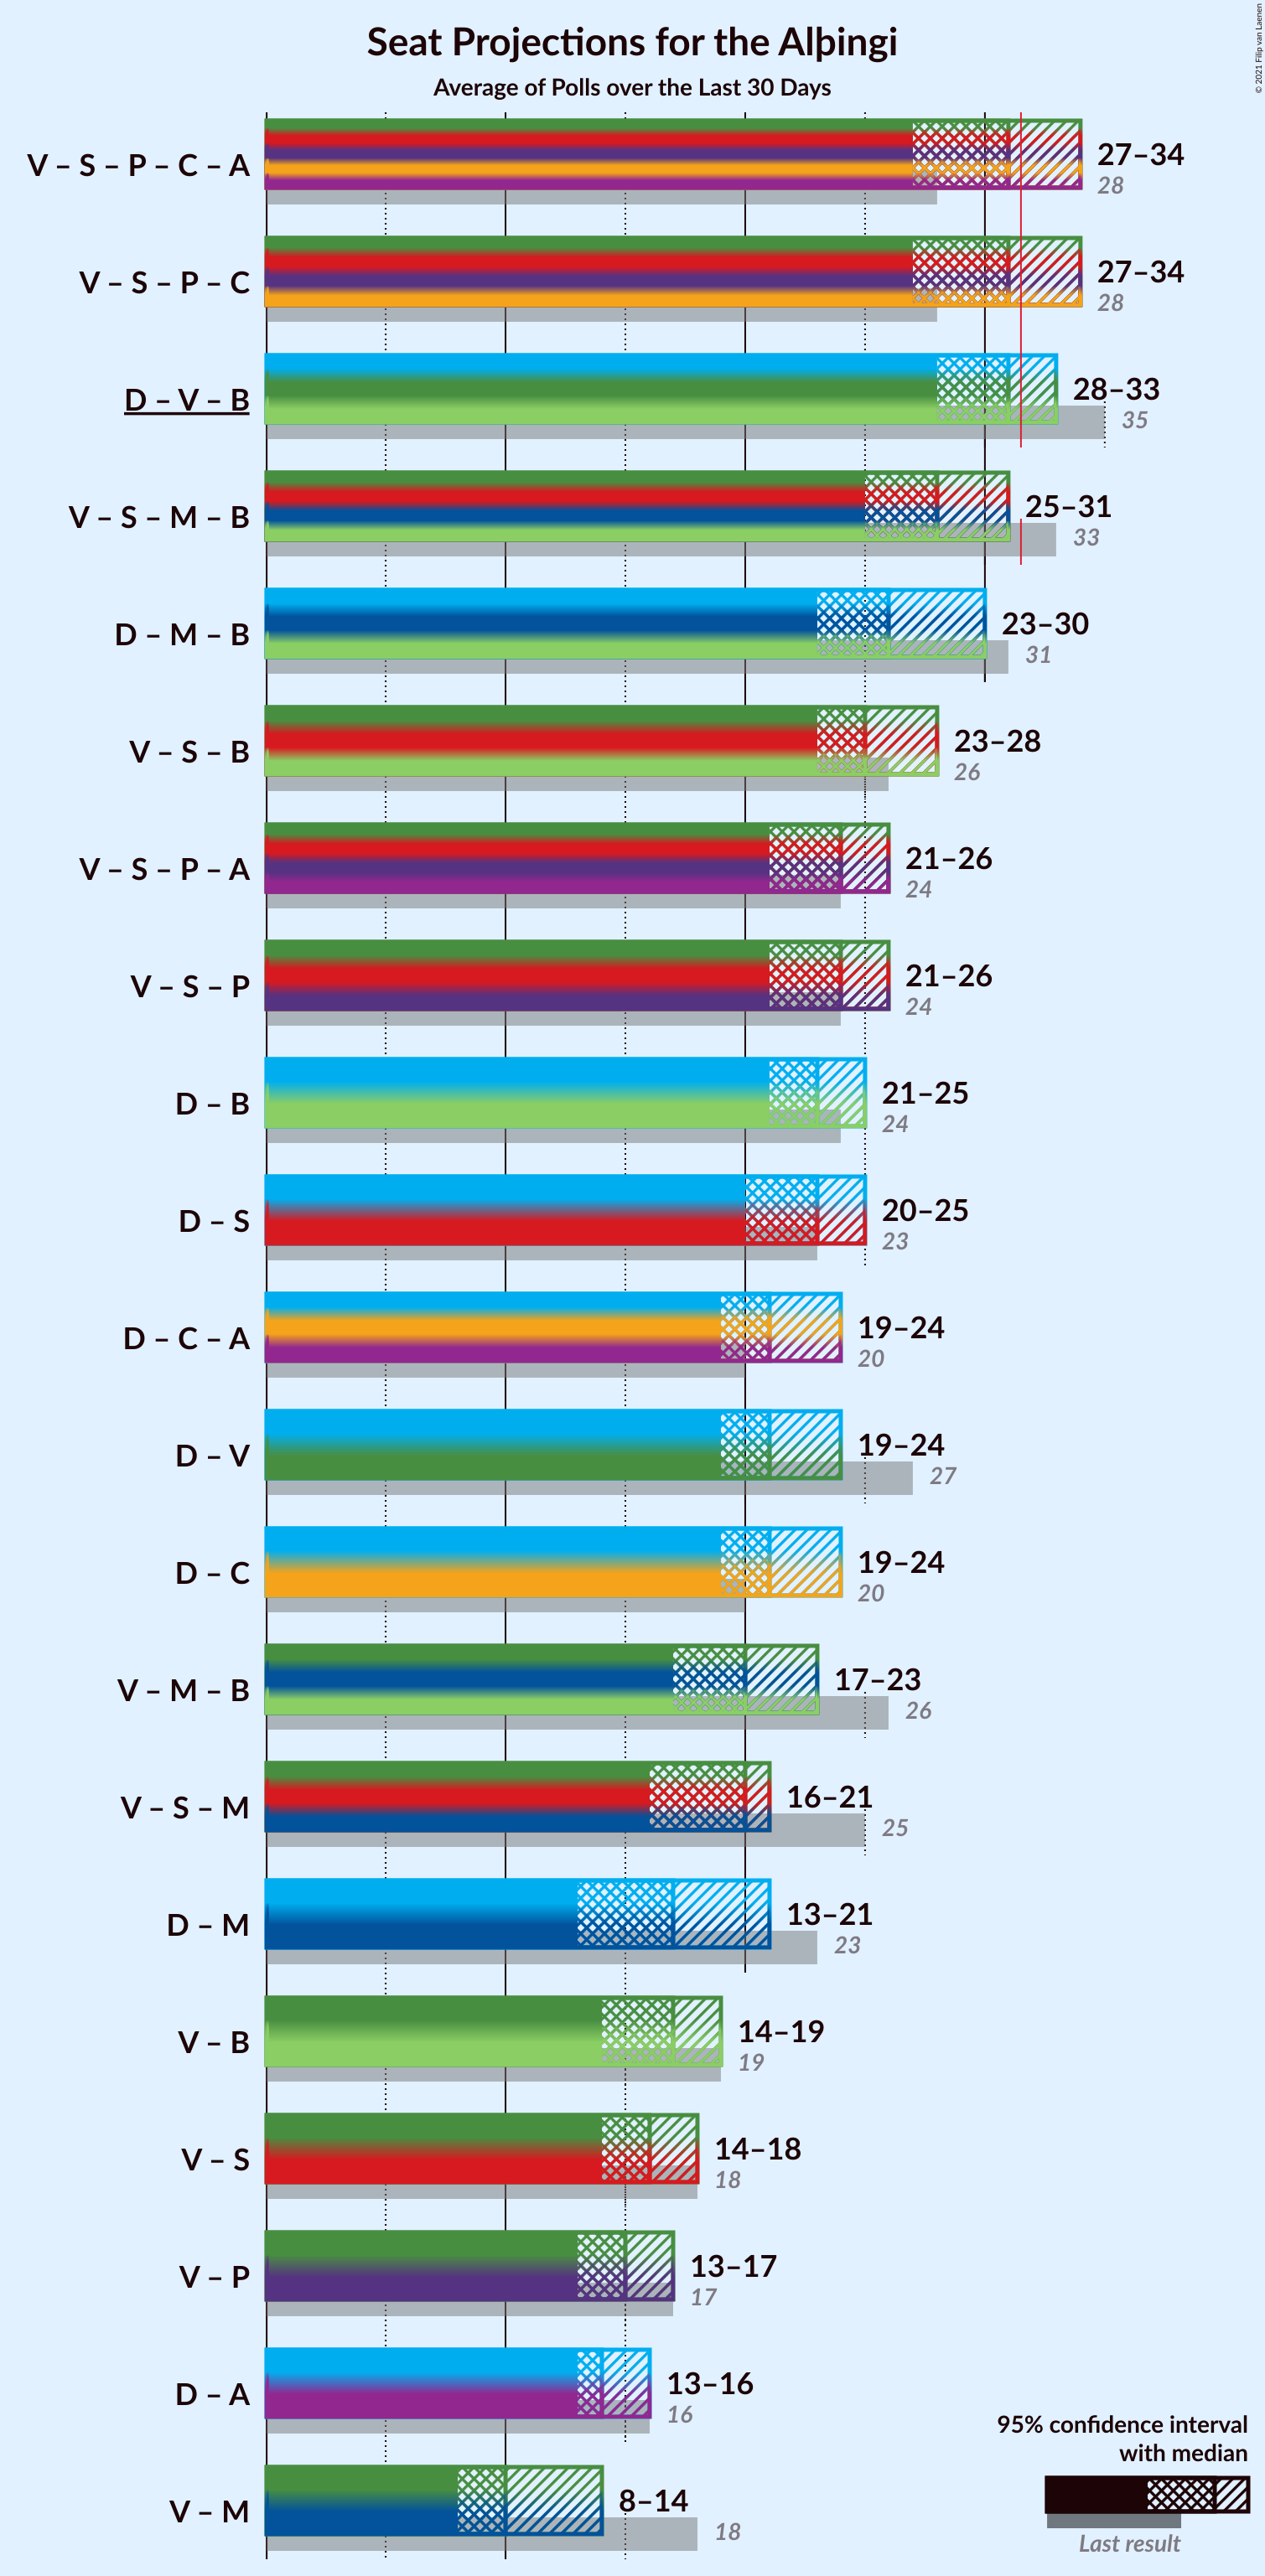 Seat Projections for the Alþingi
Average of Polls over the Last 30 Days
© 2021 Filip van Laenen
V – S – P – C – A
27–34
28
V – S – P – C
27–34
28
D – V – B
28–33
35
V – S – M – B
25–31
33
D – M – B
23–30
31
V – S – B
23–28
26
V – S – P – A
21–26
24
V – S – P
21–26
24
D – B
21–25
24
D – S
20–25
23
D – C – A
19–24
20
D – V
19–24
27
D – C
19–24
20
V – M – B
17–23
26
V – S – M
16–21
25
D – M
13–21
23
V – B
14–19
19
V – S
14–18
18
V – P
13–17
17
D – A
13–16
16
V – M
8–14
18
95% confidence interval
with median
Last result